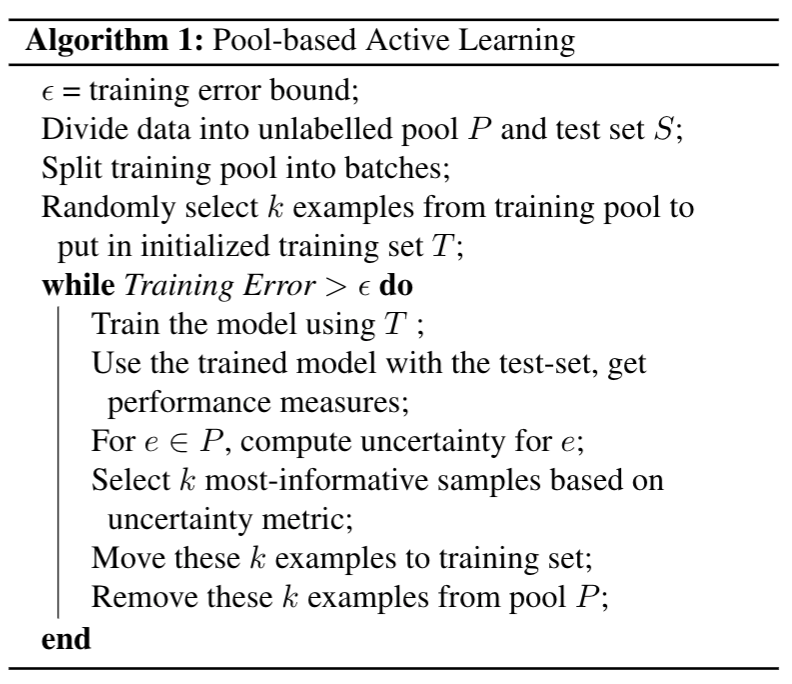 Algorithm 1: Pool-based Active Learning
ϵ = training error bound;
Divide data into unlabelled pool P and test set S;
Split training pool into batches;
Randomly select k examples from training pool to
put in initialized training set T;
while Training Error > ϵ do
Train the model using T ;
Use the trained model with the test-set, get
performance measures;
For e ∈ P, compute uncertainty for e;
Select k most-informative samples based on
uncertainty metric;
Move these k examples to training set;
Remove these k examples from pool P;
end